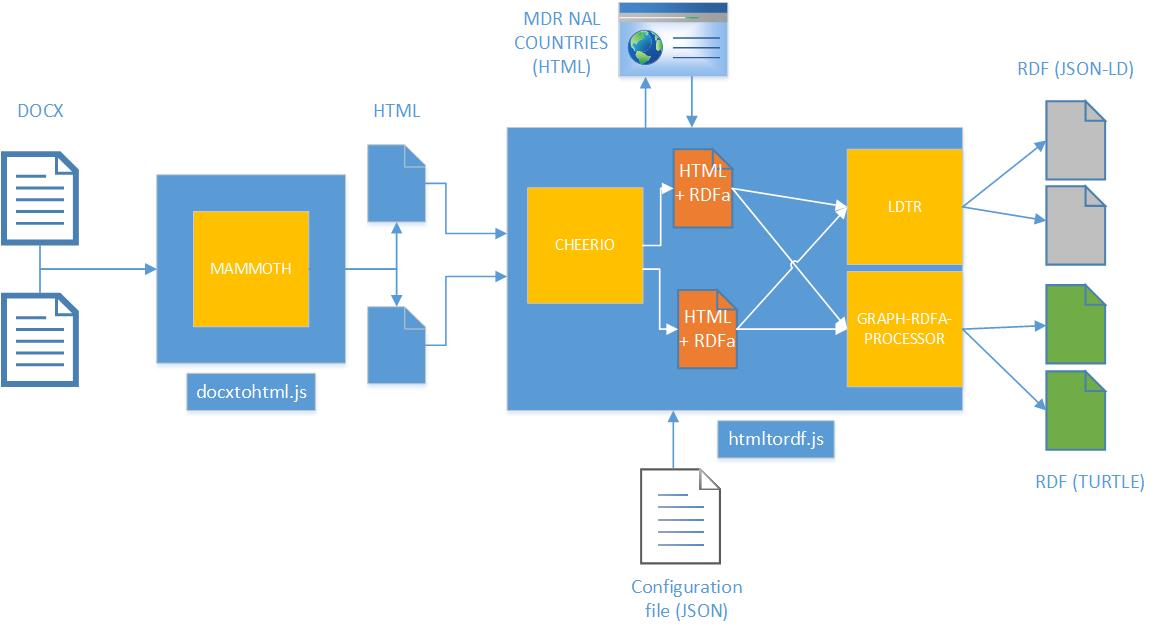 MDR NAL
COUNTRIES
(HTML)
RDF (JSON-LD)
DOCX
HTML
HTML
+ RDFa
LDTR
CHEERIO
MAMMOTH
HTML
+ RDFa
GRAPH-RDFA-
PROCESSOR
docxtohtml.js
htmltordf.js
RDF (TURTLE)
Configuration
file (JSON)